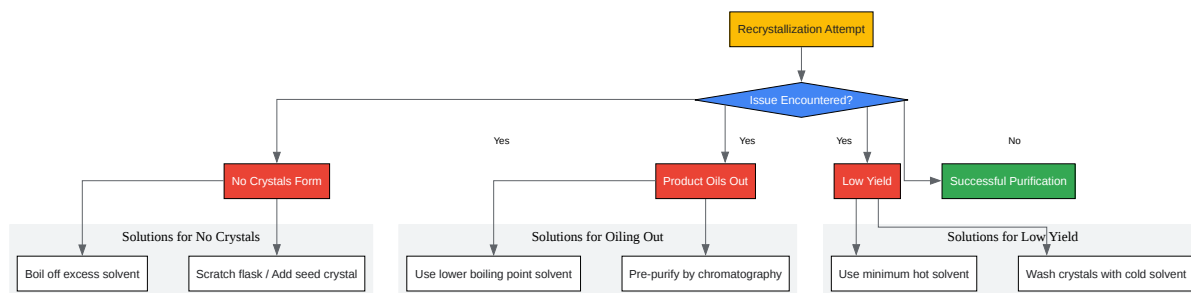 Recrystallization Attempt
Issue Encountered?
Yes
Yes
Yes
No
No Crystals Form
Product Oils Out
Low Yield
Successful Purification
Solutions for No Crystals
Solutions for Oiling Out
Solutions for Low Yield
Boil off excess solvent
Scratch flask / Add seed crystal
Use lower boiling point solvent
Pre-purify by chromatography
Use minimum hot solvent
Wash crystals with cold solvent